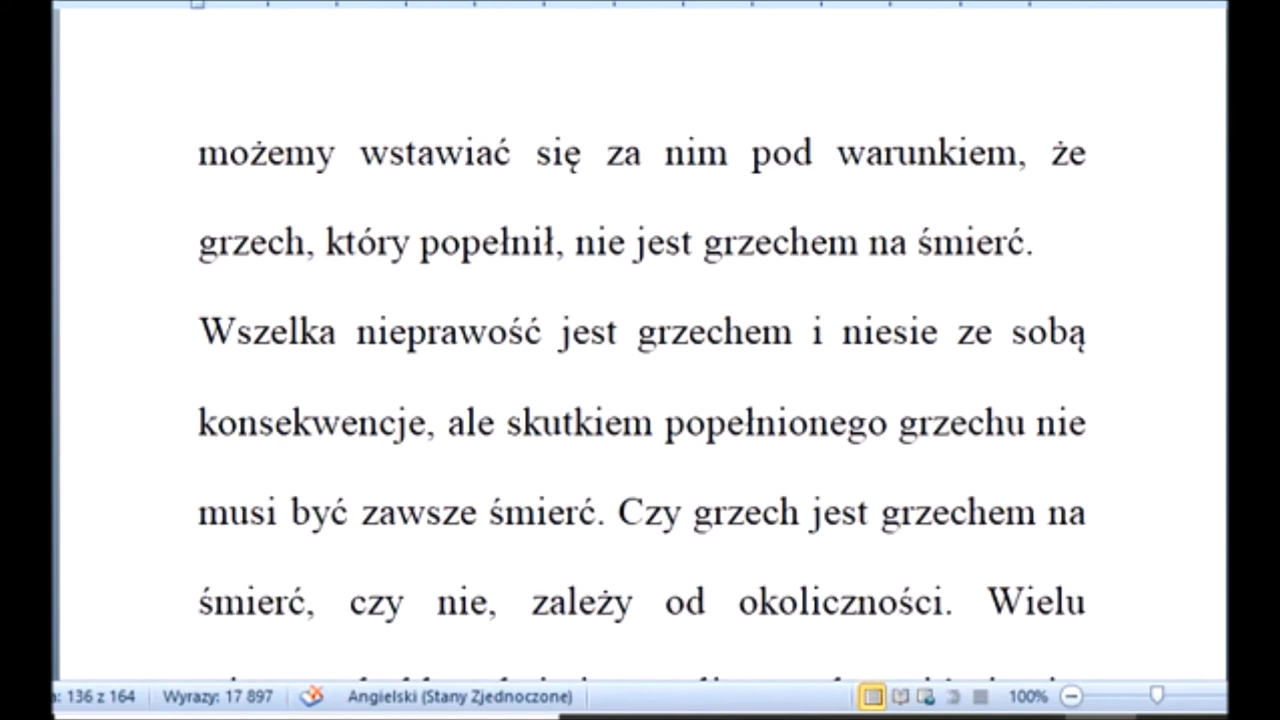 możemy wstawiać się za nim pod warunkiem, że
grzech, który popełnił, nie jest grzechem na śmierć.
Wszelka nieprawość jest grzechem i niesie ze sobą
konsekwencje, ale skutkiem popełnionego grzechu nie
musi być zawsze śmierć. Czy grzech jest grzechem na
śmierć, czy nie, zależy od okoliczności. Wielu
136 z 164 Wyrazy: 17 897 Angielski (Stany Zjednoczone) 100%